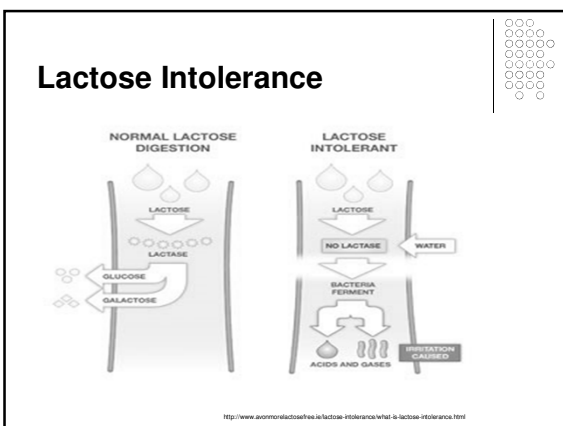 Lactose Intolerance
NORMAL LACTOSE
DIGESTION
LACTOSE
LACTASE
GLUCOSE
GALACTOSE
LACTOSE
INTOLERANT
LACTOSE
NO LACTASE
WATER
BACTERIA
FERMENT
ACIDS AND GASES
IRRITATION
CAUSED
http://www.avonmorelactosefree.ie/lactose-intolerance/what-is-lactose-intolerance.html